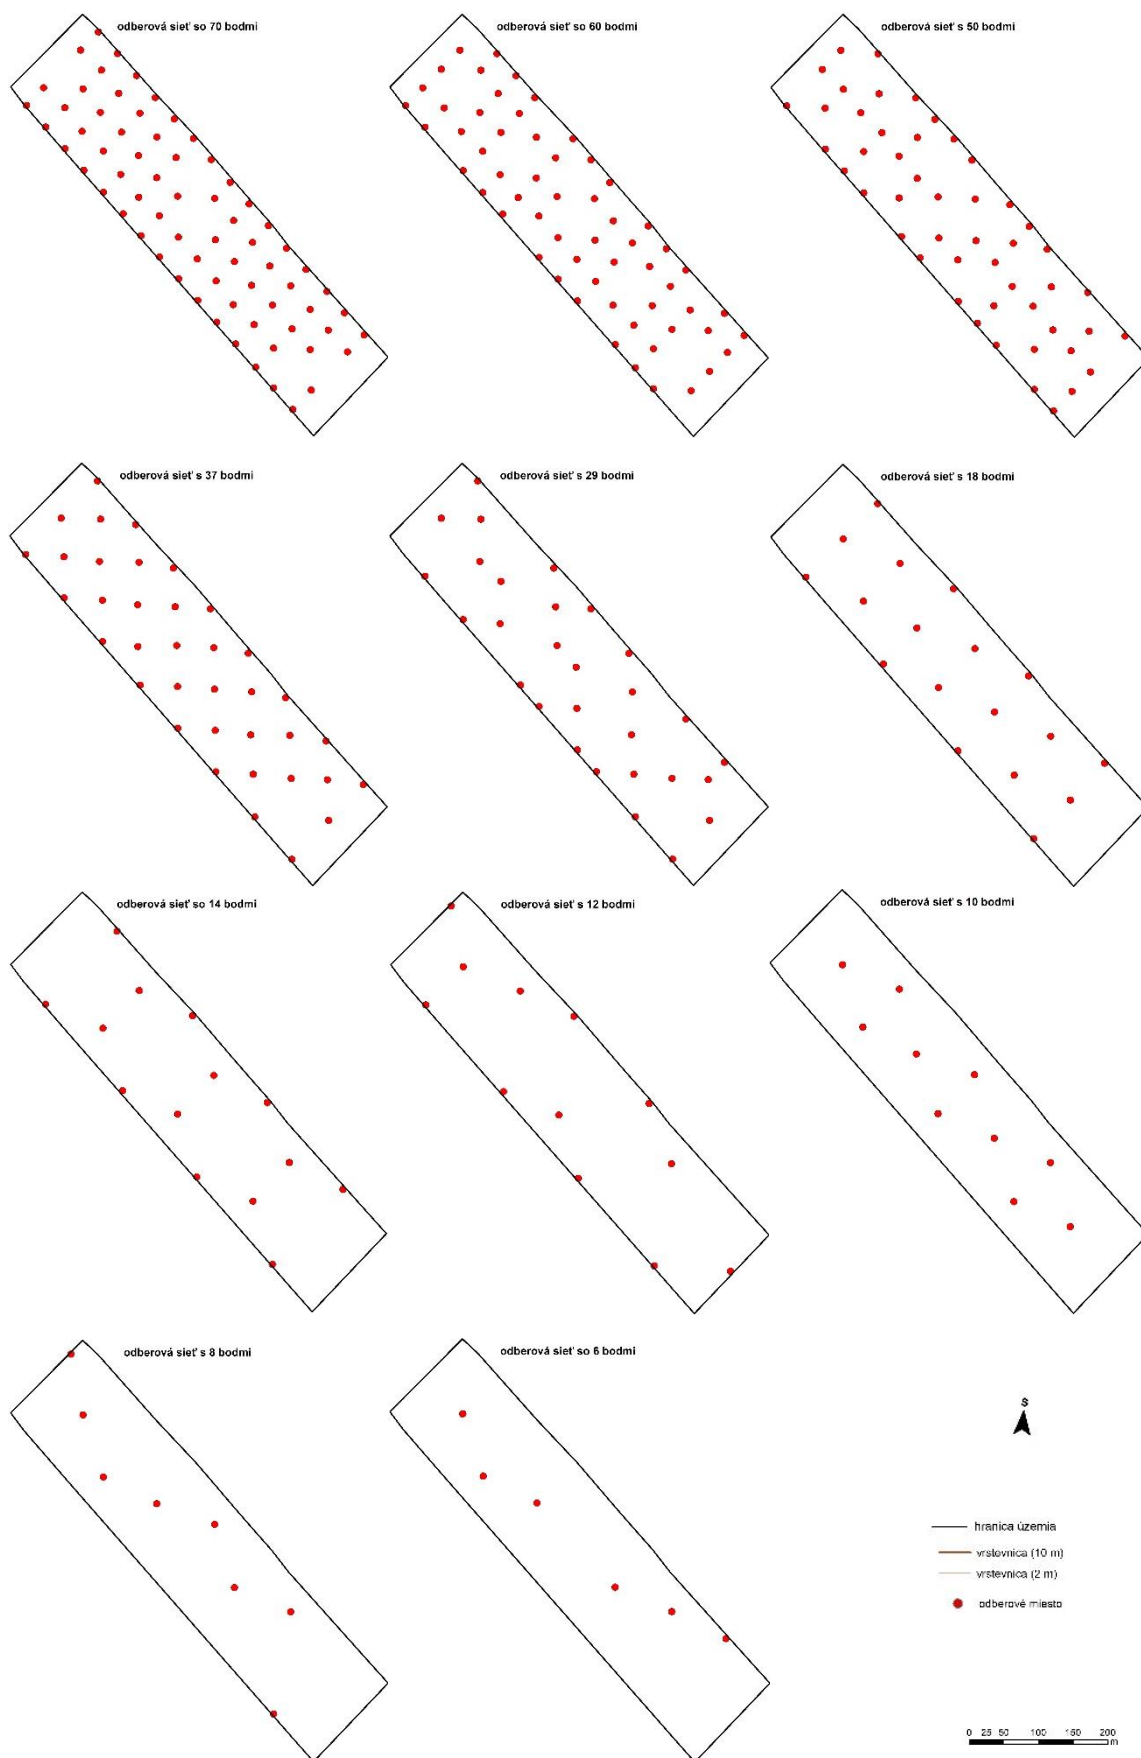 odberová sieť so 70 bodmi
odberová sieť so 60 bodmi
odberová sieť s 50 bodmi
odberová sieť s 37 bodmi
odberová sieť s 29 bodmi
odberová sieť s 18 bodmi
odberová sieť so 14 bodmi
odberová sieť s 12 bodmi
odberová sieť s 10 bodmi
odberová sieť s 8 bodmi
odberová sieť so 6 bodmi
S
hranica územia
vrstevnica (10 m)
vrstevnica (2 m)
odberové miesto
0 25 50 100 150 200
m